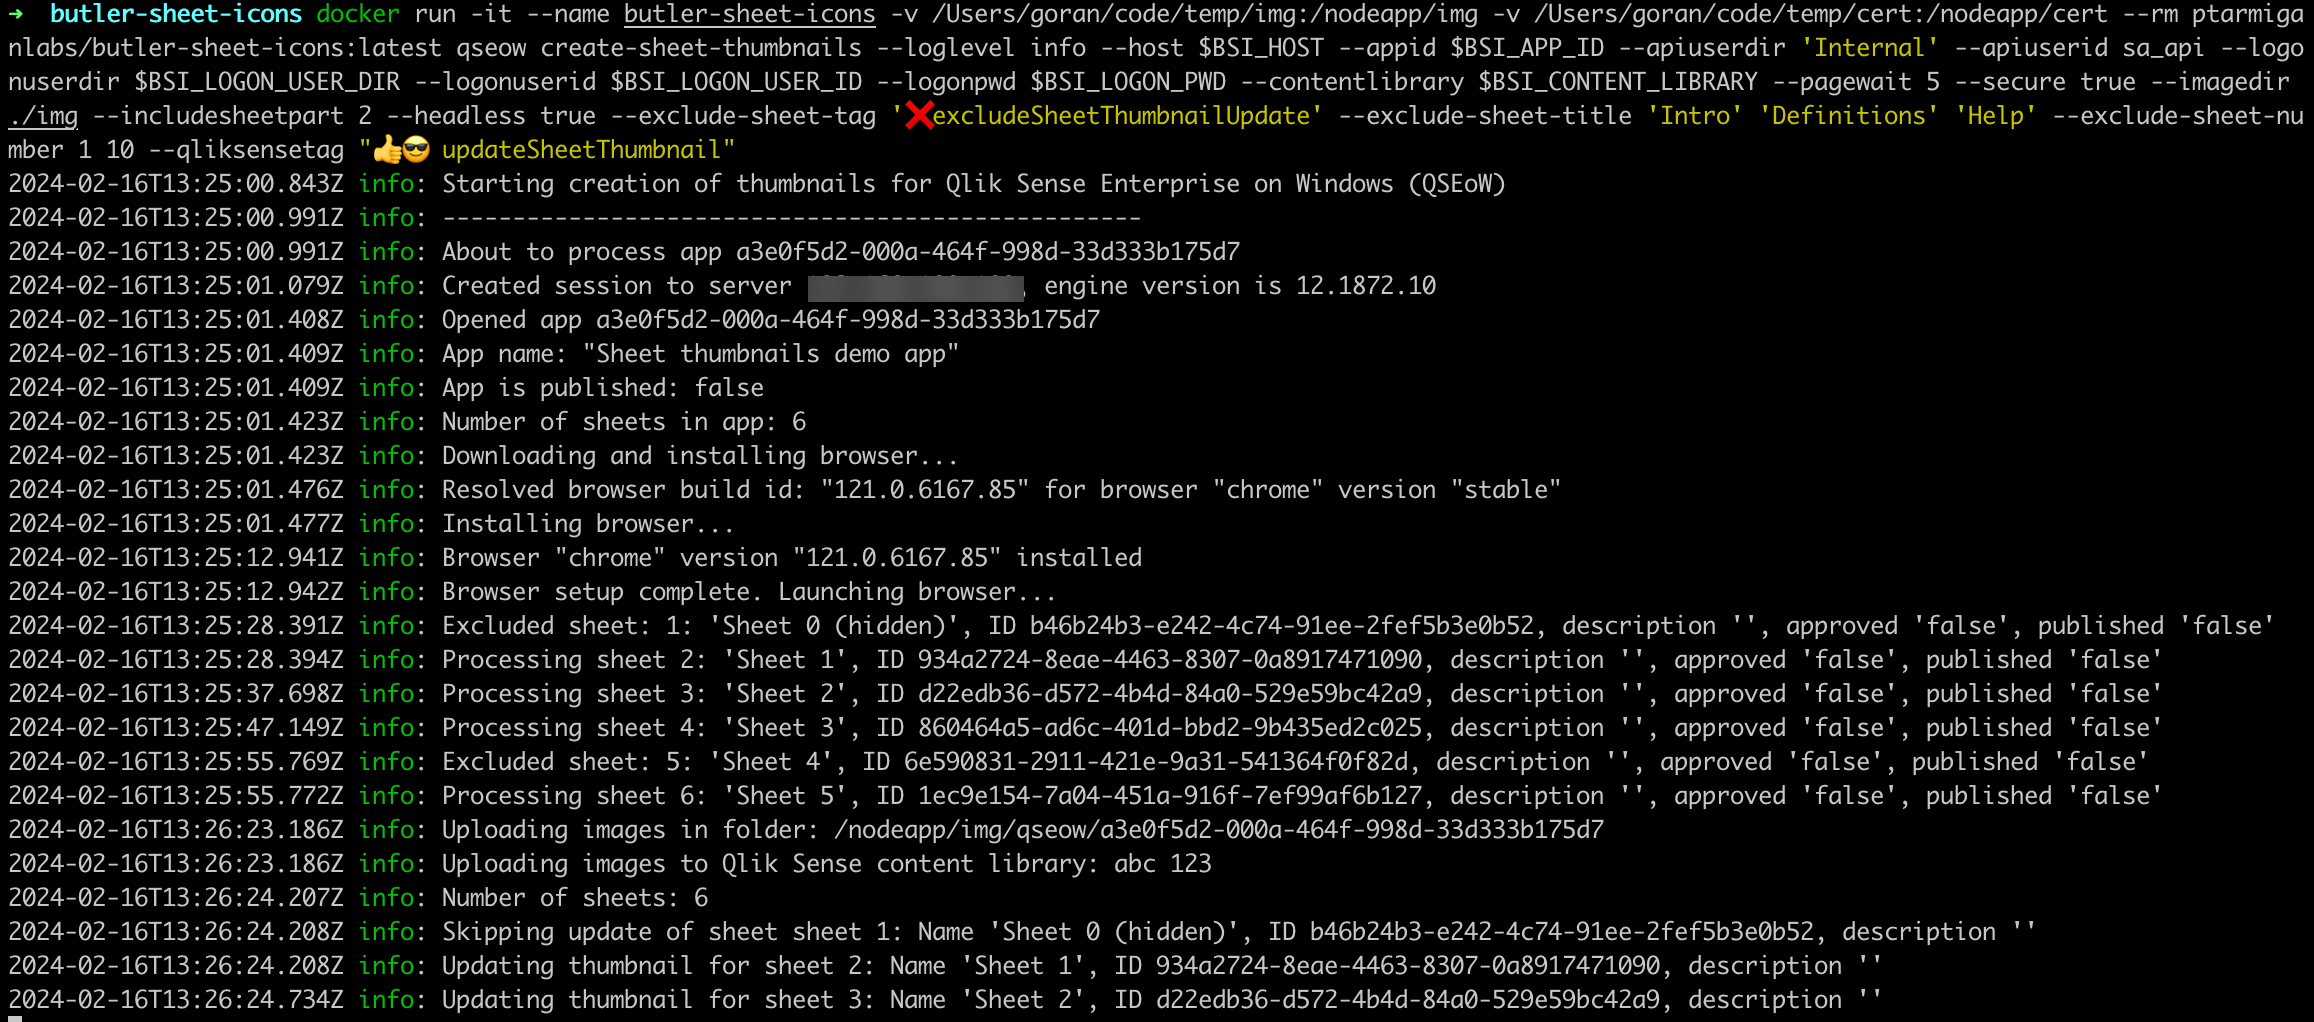 ➜  butler-sheet-icons docker run -it --name butler-sheet-icons -v /Users/goran/code/temp/img:/nodeapp/img -v /Users/goran/code/temp/cert:/nodeapp/cert --rm ptarmiga
nlabs/butler-sheet-icons:latest qseow create-sheet-thumbnails --loglevel info --host $BSI_HOST --appid $BSI_APP_ID --apiuserdir 'Internal' --apiuserid sa_api --logo
nuserdir $BSI_LOGON_USER_DIR --logonuserid $BSI_LOGON_USER_ID --logonpwd $BSI_LOGON_PWD --contentlibrary $BSI_CONTENT_LIBRARY --pagewait 5 --secure true --imagedir
./img --includesheetpart 2 --headless true --exclude-sheet-tag '❌excludeSheetThumbnailUpdate' --exclude-sheet-title 'Intro' 'Definitions' 'Help' --exclude-sheet-nu
mber 1 10 --qliksensetag "👍😎 updateSheetThumbnail"
2024-02-16T13:25:00.843Z info: Starting creation of thumbnails for Qlik Sense Enterprise on Windows (QSEoW)
2024-02-16T13:25:00.991Z info: --------------------------------------------------
2024-02-16T13:25:00.991Z info: About to process app a3e0f5d2-000a-464f-998d-33d333b175d7
2024-02-16T13:25:01.079Z info: Created session to server , engine version is 12.1872.10
2024-02-16T13:25:01.408Z info: Opened app a3e0f5d2-000a-464f-998d-33d333b175d7
2024-02-16T13:25:01.409Z info: App name: "Sheet thumbnails demo app"
2024-02-16T13:25:01.409Z info: App is published: false
2024-02-16T13:25:01.423Z info: Number of sheets in app: 6
2024-02-16T13:25:01.423Z info: Downloading and installing browser...
2024-02-16T13:25:01.476Z info: Resolved browser build id: "121.0.6167.85" for browser "chrome" version "stable"
2024-02-16T13:25:01.477Z info: Installing browser...
2024-02-16T13:25:12.941Z info: Browser "chrome" version "121.0.6167.85" installed
2024-02-16T13:25:12.942Z info: Browser setup complete. Launching browser...
2024-02-16T13:25:28.391Z info: Excluded sheet: 1: 'Sheet 0 (hidden)', ID b46b24b3-e242-4c74-91ee-2fef5b3e0b52, description '', approved 'false', published 'false'
2024-02-16T13:25:28.394Z info: Processing sheet 2: 'Sheet 1', ID 934a2724-8eae-4463-8307-0a8917471090, description '', approved 'false', published 'false'
2024-02-16T13:25:37.698Z info: Processing sheet 3: 'Sheet 2', ID d22edb36-d572-4b4d-84a0-529e59bc42a9, description '', approved 'false', published 'false'
2024-02-16T13:25:47.149Z info: Processing sheet 4: 'Sheet 3', ID 860464a5-ad6c-401d-bbd2-9b435ed2c025, description '', approved 'false', published 'false'
2024-02-16T13:25:55.769Z info: Excluded sheet: 5: 'Sheet 4', ID 6e590831-2911-421e-9a31-541364f0f82d, description '', approved 'false', published 'false'
2024-02-16T13:25:55.772Z info: Processing sheet 6: 'Sheet 5', ID 1ec9e154-7a04-451a-916f-7ef99af6b127, description '', approved 'false', published 'false'
2024-02-16T13:26:23.186Z info: Uploading images in folder: /nodeapp/img/qseow/a3e0f5d2-000a-464f-998d-33d333b175d7
2024-02-16T13:26:23.186Z info: Uploading images to Qlik Sense content library: abc 123
2024-02-16T13:26:24.207Z info: Number of sheets: 6
2024-02-16T13:26:24.208Z info: Skipping update of sheet sheet 1: Name 'Sheet 0 (hidden)', ID b46b24b3-e242-4c74-91ee-2fef5b3e0b52, description ''
2024-02-16T13:26:24.208Z info: Updating thumbnail for sheet 2: Name 'Sheet 1', ID 934a2724-8eae-4463-8307-0a8917471090, description ''
2024-02-16T13:26:24.734Z info: Updating thumbnail for sheet 3: Name 'Sheet 2', ID d22edb36-d572-4b4d-84a0-529e59bc42a9, description ''